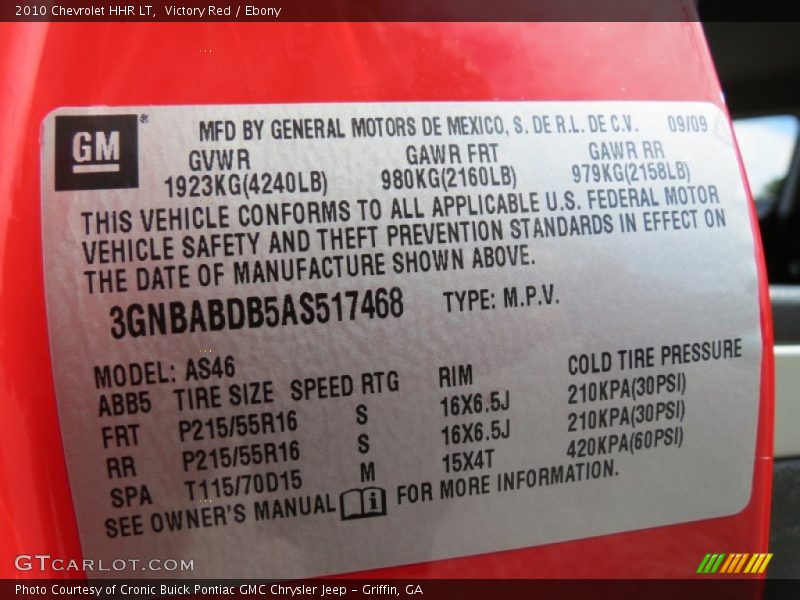 2010 Chevrolet HHR LT,  Victory Red / Ebony
GM®
MFD BY GENERAL MOTORS DE MEXICO, S. DE R.L. DE C.V. 09/09
GVWR GAWR FRT GAWR RR
1923KG(4240LB) 980KG(2160LB) 979KG(2158LB)
THIS VEHICLE CONFORMS TO ALL APPLICABLE U.S. FEDERAL MOTOR
VEHICLE SAFETY AND THEFT PREVENTION STANDARDS IN EFFECT ON
THE DATE OF MANUFACTURE SHOWN ABOVE.
3GNBABDB5AS517468 TYPE: M.P.V.
MODEL: AS46
ABB5 TIRE SIZE SPEED RTG RIM COLD TIRE PRESSURE
FRT P215/55R16 S 16X6.5J 210KPA(30PSI)
RR P215/55R16 S 16X6.5J 210KPA(30PSI)
SPA T115/70D15 M 15X4T 420KPA(60PSI)
SEE OWNER'S MANUAL i FOR MORE INFORMATION.
GTCARLOT.COM
Photo Courtesy of Cronic Buick Pontiac GMC Chrysler Jeep - Griffin, GA